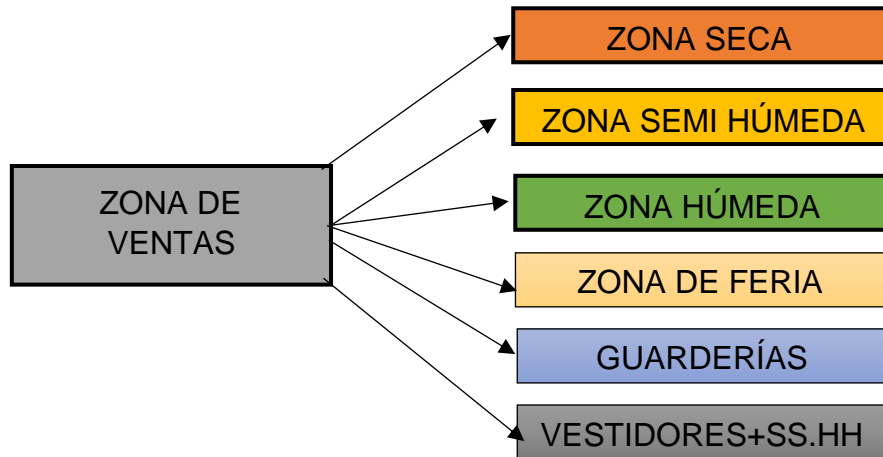 ZONA SECA
ZONA SEMI HÚMEDA
ZONA DE
VENTAS
ZONA HÚMEDA
ZONA DE FERIA
GUARDERÍAS
VESTIDORES+SS.HH